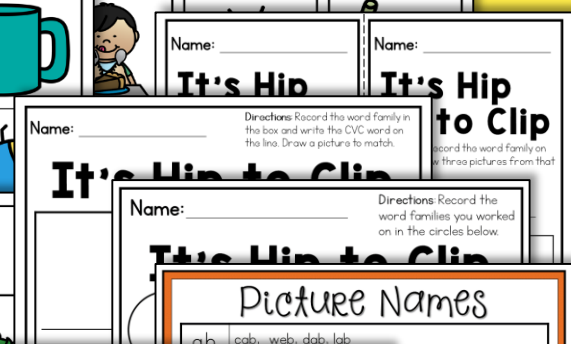 Name:
It's Hip
Name:
It's Hip
to Clip
record the word family on
three pictures from that
Name:
Directions: Record the word family in
the box and write the CVC word on
the line. Draw a picture to match.
It's Hip to Clip
Name:
Directions: Record the
word families you worked
on in the circles below.
It's Hip to Clip
Picture Names
ab
cab, web, dab, lab